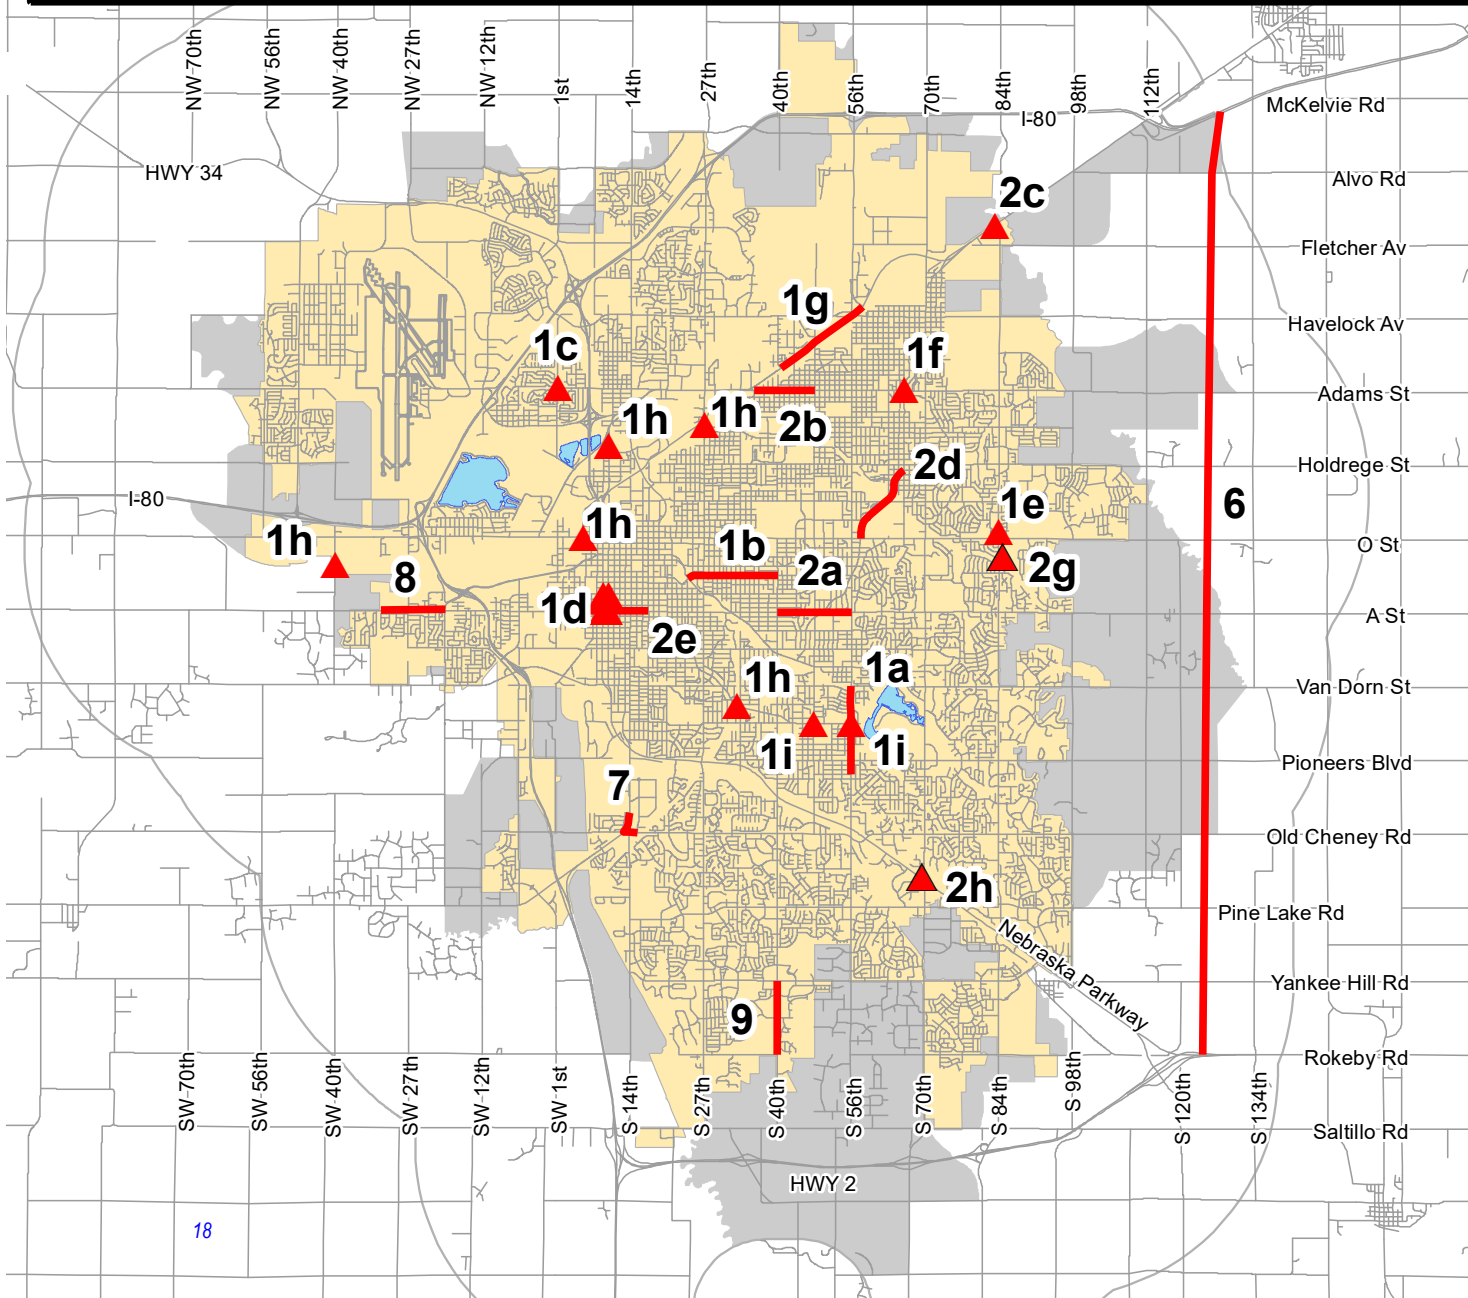 NW 70th
NW 56th
NW 40th
NW 27th
NW 12th
1st
14th
27th
40th
56th
70th
84th
98th
112th
McKelvie Rd
I-80
HWY 34
Alvo Rd
2c
Fletcher Av
1g
Havelock Av
1c
1f
Adams St
1h
1h
2b
2d
Holdrege St
I-80
1e
6
1h
1h
O St
1b
2a
2g
8
1d
A St
2e
1a
1h
Van Dorn St
1i
1i
Pioneers Blvd
7
Old Cheney Rd
2h
Pine Lake Rd
Nebraska Parkway
Yankee Hill Rd
9
Rokeby Rd
SW 70th
SW 56th
SW 40th
SW 27th
SW 12th
SW 1st
S 14th
S 27th
S 40th
S 56th
S 70th
S 84th
S 98th
S 120th
S 134th
Saltillo Rd
HWY 2
18